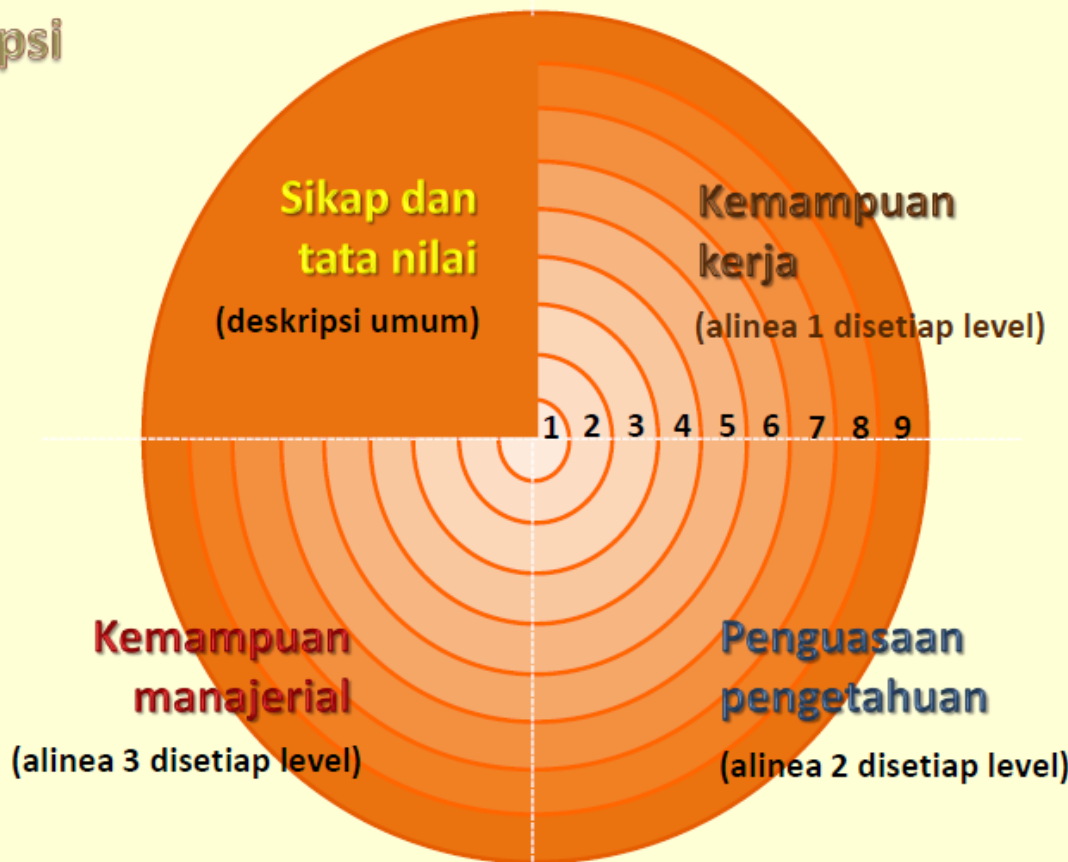 psi
Sikap dan
tata nilai
(deskripsi umum)
Kemampuan
kerja
(alinea 1 disetiap level)
1 2 3 4 5 6 7 8 9
Kemampuan
manajerial
(alinea 3 disetiap level)
Penguasaan
pengetahuan
(alinea 2 disetiap level)